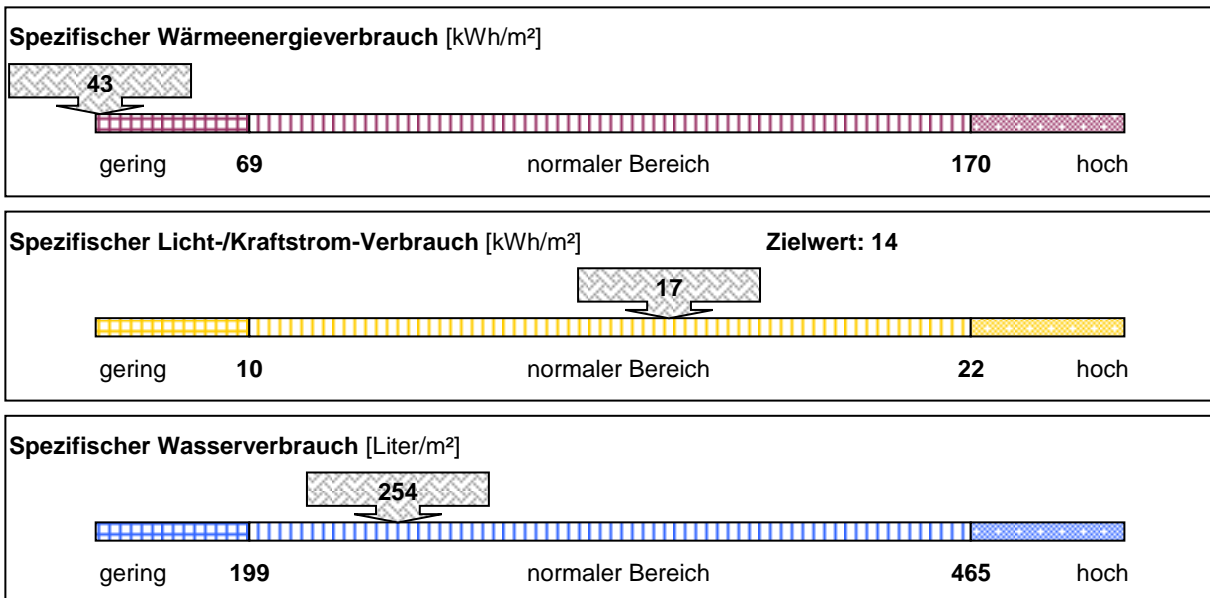 Spezifischer Wärmeenergieverbrauch [kWh/m²]
43
gering 69 normaler Bereich 170 hoch
Spezifischer Licht-/Kraftstrom-Verbrauch [kWh/m²] Zielwert: 14
17
gering 10 normaler Bereich 22 hoch
Spezifischer Wasserverbrauch [Liter/m²]
254
gering 199 normaler Bereich 465 hoch